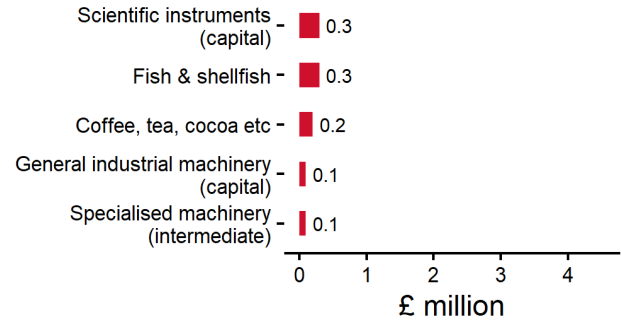 Scientific instruments
(capital)
0.3
Fish & shellfish
0.3
Coffee, tea, cocoa etc
0.2
General industrial machinery
(capital)
0.1
Specialised machinery
(intermediate)
0.1
0 1 2 3 4
£ million